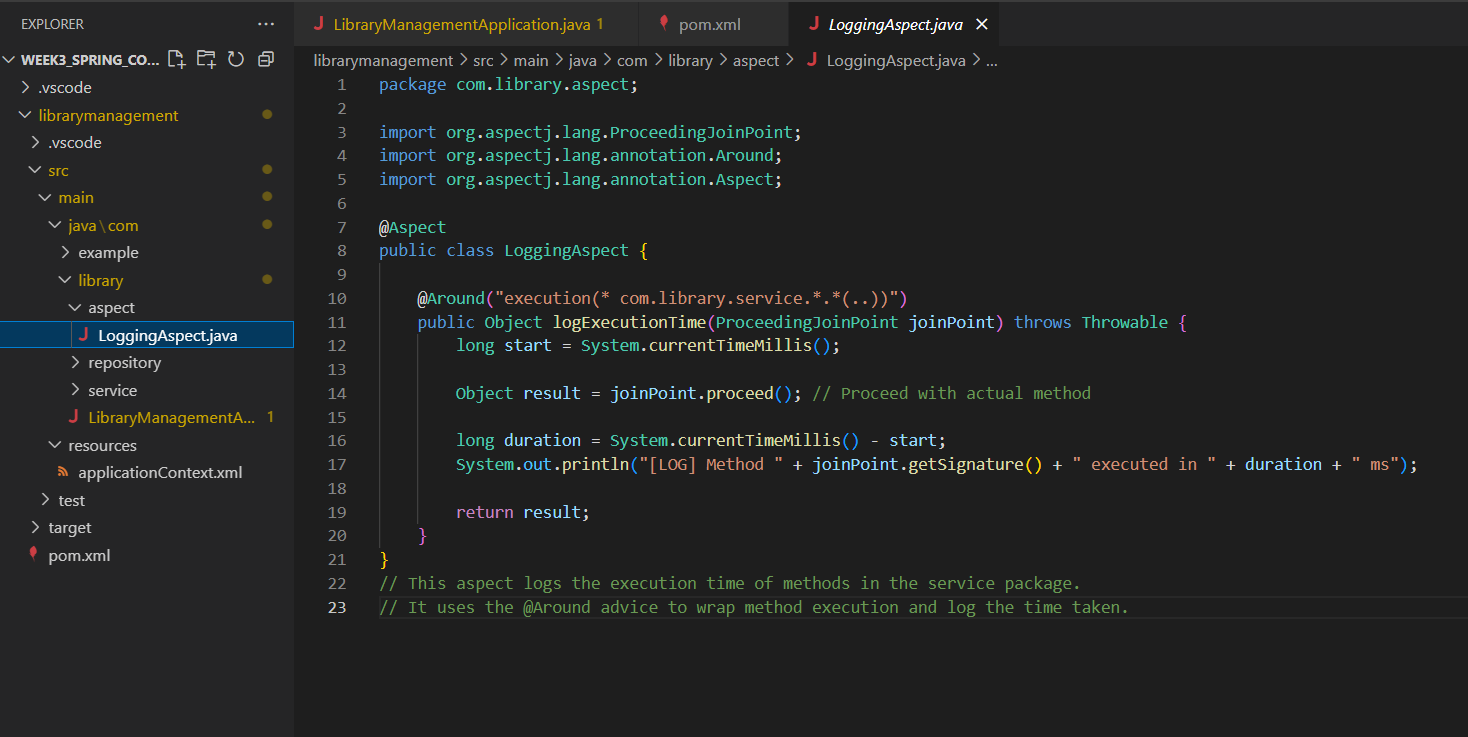 EXPLORER
...
WEEK3_SPRING_CO...
.vscode
librarymanagement
.vscode
src
main
java\com
example
library
aspect
J LoggingAspect.java
repository
service
J LibraryManagementA... 1
resources
applicationContext.xml
test
target
pom.xml
J LibraryManagementApplication.java 1
pom.xml
J LoggingAspect.java ×
librarymanagement > src > main > java > com > library > aspect > J LoggingAspect.java > ...
1 package com.library.aspect;
2
3 import org.aspectj.lang.ProceedingJoinPoint;
4 import org.aspectj.lang.annotation.Around;
5 import org.aspectj.lang.annotation.Aspect;
6
7 @Aspect
8 public class LoggingAspect {
9
10 @Around("execution(* com.library.service.*.*(..))")
11 public Object logExecutionTime(ProceedingJoinPoint joinPoint) throws Throwable {
12 long start = System.currentTimeMillis();
13
14 Object result = joinPoint.proceed(); // Proceed with actual method
15
16 long duration = System.currentTimeMillis() - start;
17 System.out.println("[LOG] Method " + joinPoint.getSignature() + " executed in " + duration + " ms");
18
19 return result;
20 }
21 }
22 // This aspect logs the execution time of methods in the service package.
23 // It uses the @Around advice to wrap method execution and log the time taken.